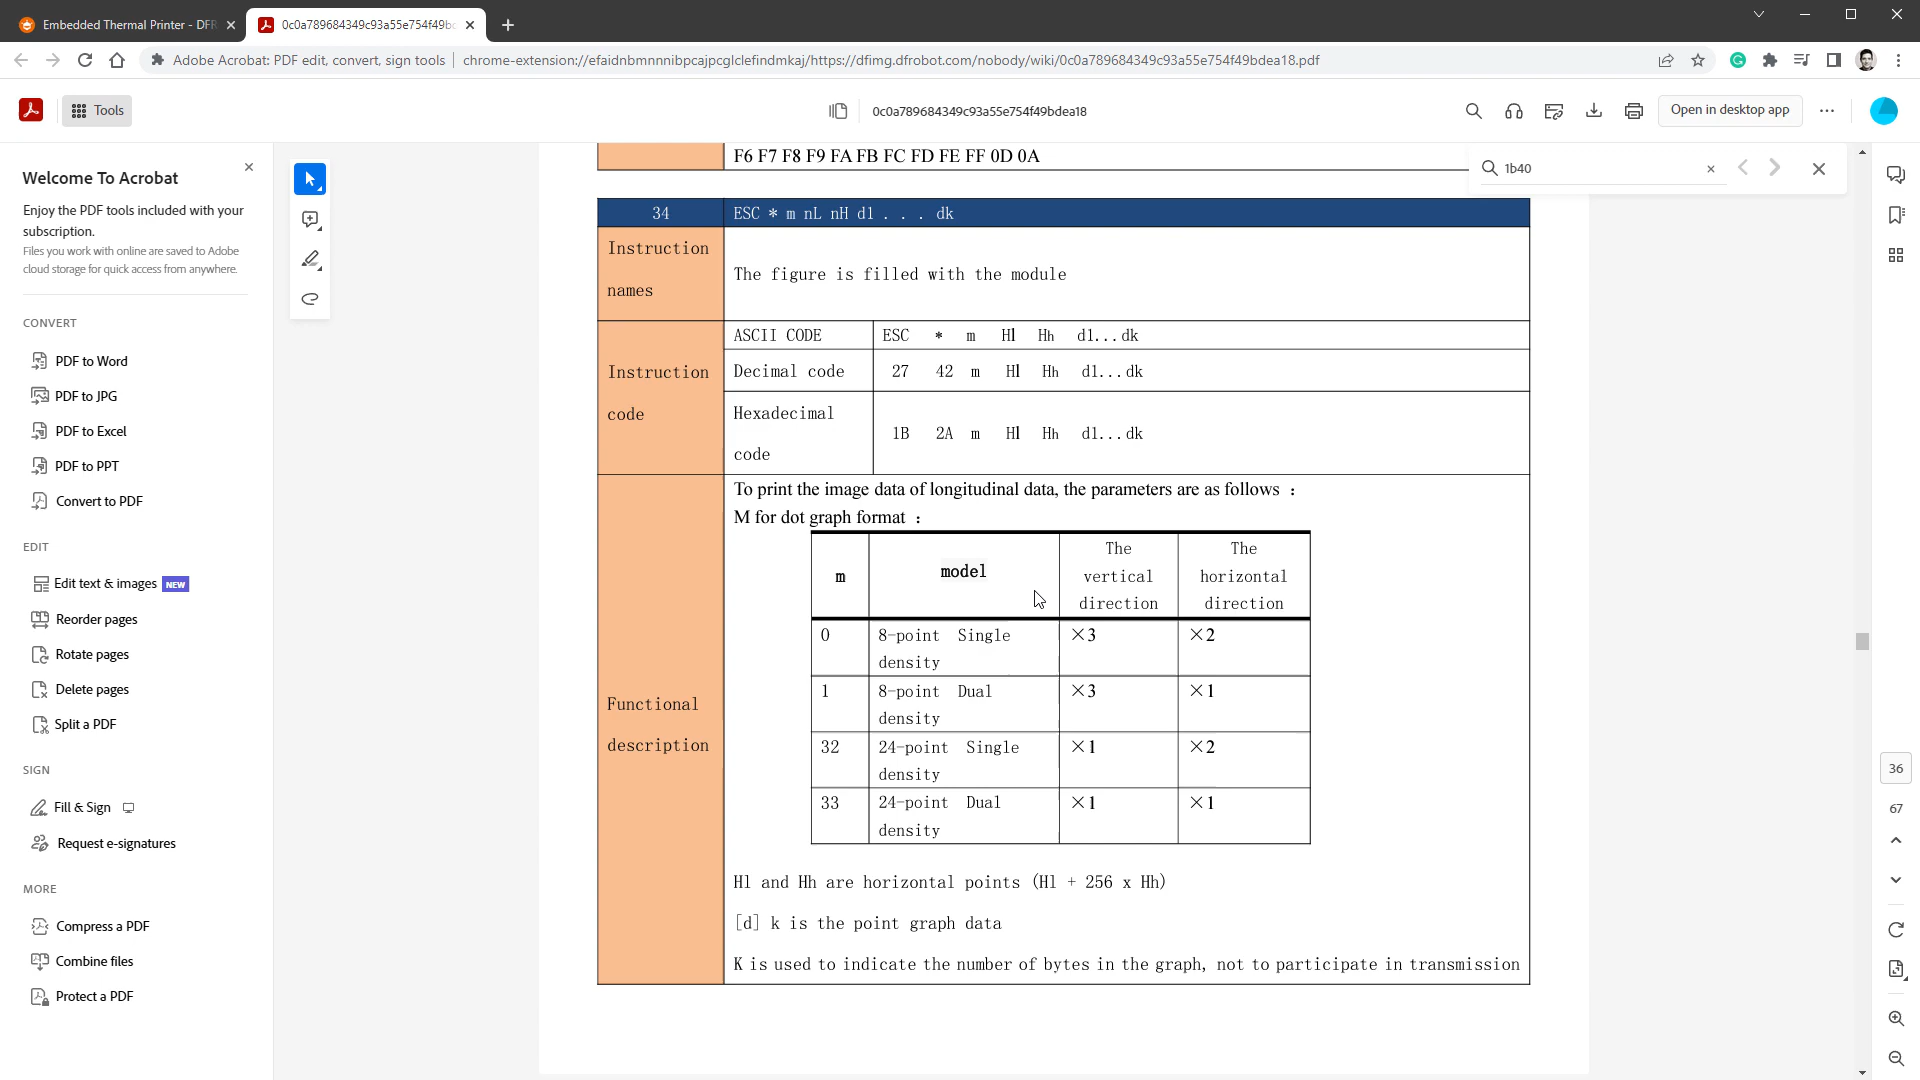 Embedded Thermal Printer - DFR
0c0a789684349c93a55e754f49bc
Adobe Acrobat: PDF edit, convert, sign tools
chrome-extension://efaidnbmnnnibpcajpcglclefindmkaj/https://dfimg.dfrobot.com/nobody/wiki/0c0a789684349c93a55e754f49bdea18.pdf
Tools
0c0a789684349c93a55e754f49bdea18
Open in desktop app
Welcome To Acrobat
Enjoy the PDF tools included with your
subscription.
Files you work with online are saved to Adobe
cloud storage for quick access from anywhere.
CONVERT
PDF to Word
PDF to JPG
PDF to Excel
PDF to PPT
Convert to PDF
EDIT
Edit text & images NEW
Reorder pages
Rotate pages
Delete pages
Split a PDF
SIGN
Fill & Sign
Request e-signatures
MORE
Compress a PDF
Combine files
Protect a PDF
1b40
F6 F7 F8 F9 FA FB FC FD FE FF 0D 0A
34 ESC * m nL nH d1 . . . dk
Instruction
names
The figure is filled with the module
Instruction
code
ASCII CODE ESC * m Hl Hh d1...dk
Decimal code 27 42 m Hl Hh d1...dk
Hexadecimal
code
1B 2A m Hl Hh d1...dk
Functional
description
To print the image data of longitudinal data, the parameters are as follows :
M for dot graph format :
m model The vertical direction The horizontal direction
0 8-point Single density ×3 ×2
1 8-point Dual density ×3 ×1
32 24-point Single density ×1 ×2
33 24-point Dual density ×1 ×1
Hl and Hh are horizontal points (Hl + 256 x Hh)
[d] k is the point graph data
K is used to indicate the number of bytes in the graph, not to participate in transmission
36
67